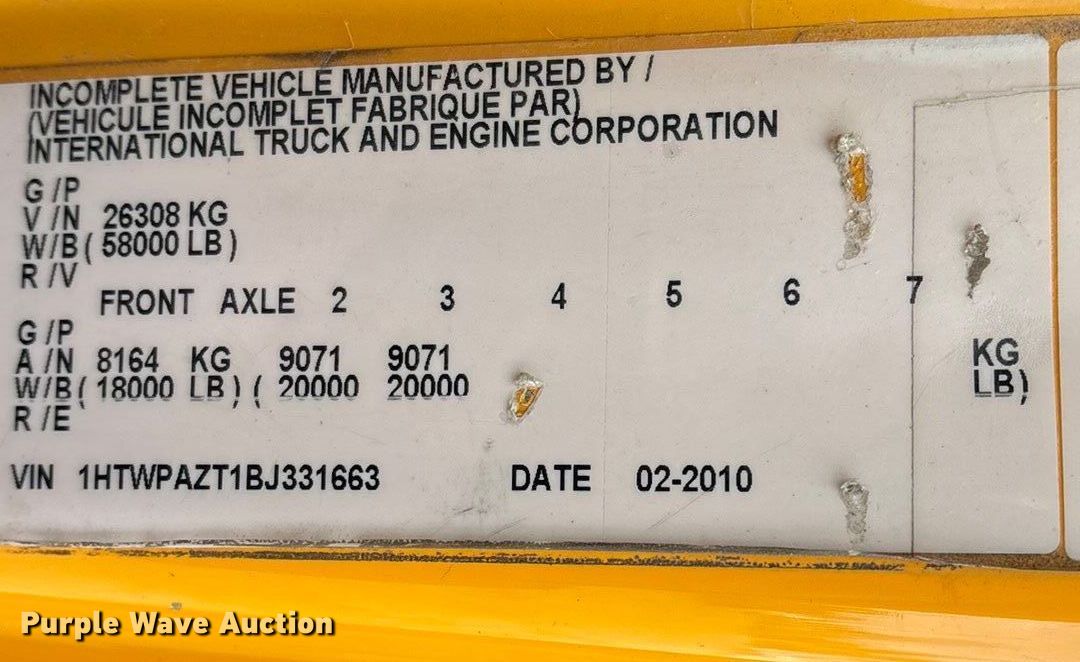 INCOMPLETE VEHICLE MANUFACTURED BY /
(VEHICULE INCOMPLET FABRIQUE PAR)
INTERNATIONAL TRUCK AND ENGINE CORPORATION
G /P
V /N 26308 KG
W/B ( 58000 LB )
R /V
FRONT AXLE 2 3 4 5 6 7
G /P
A /N 8164 KG 9071 9071 KG
W/B ( 18000 LB ) ( 20000 20000 LB)
R /E
VIN 1HTWPAZT1BJ331663 DATE 02-2010
Purple Wave Auction